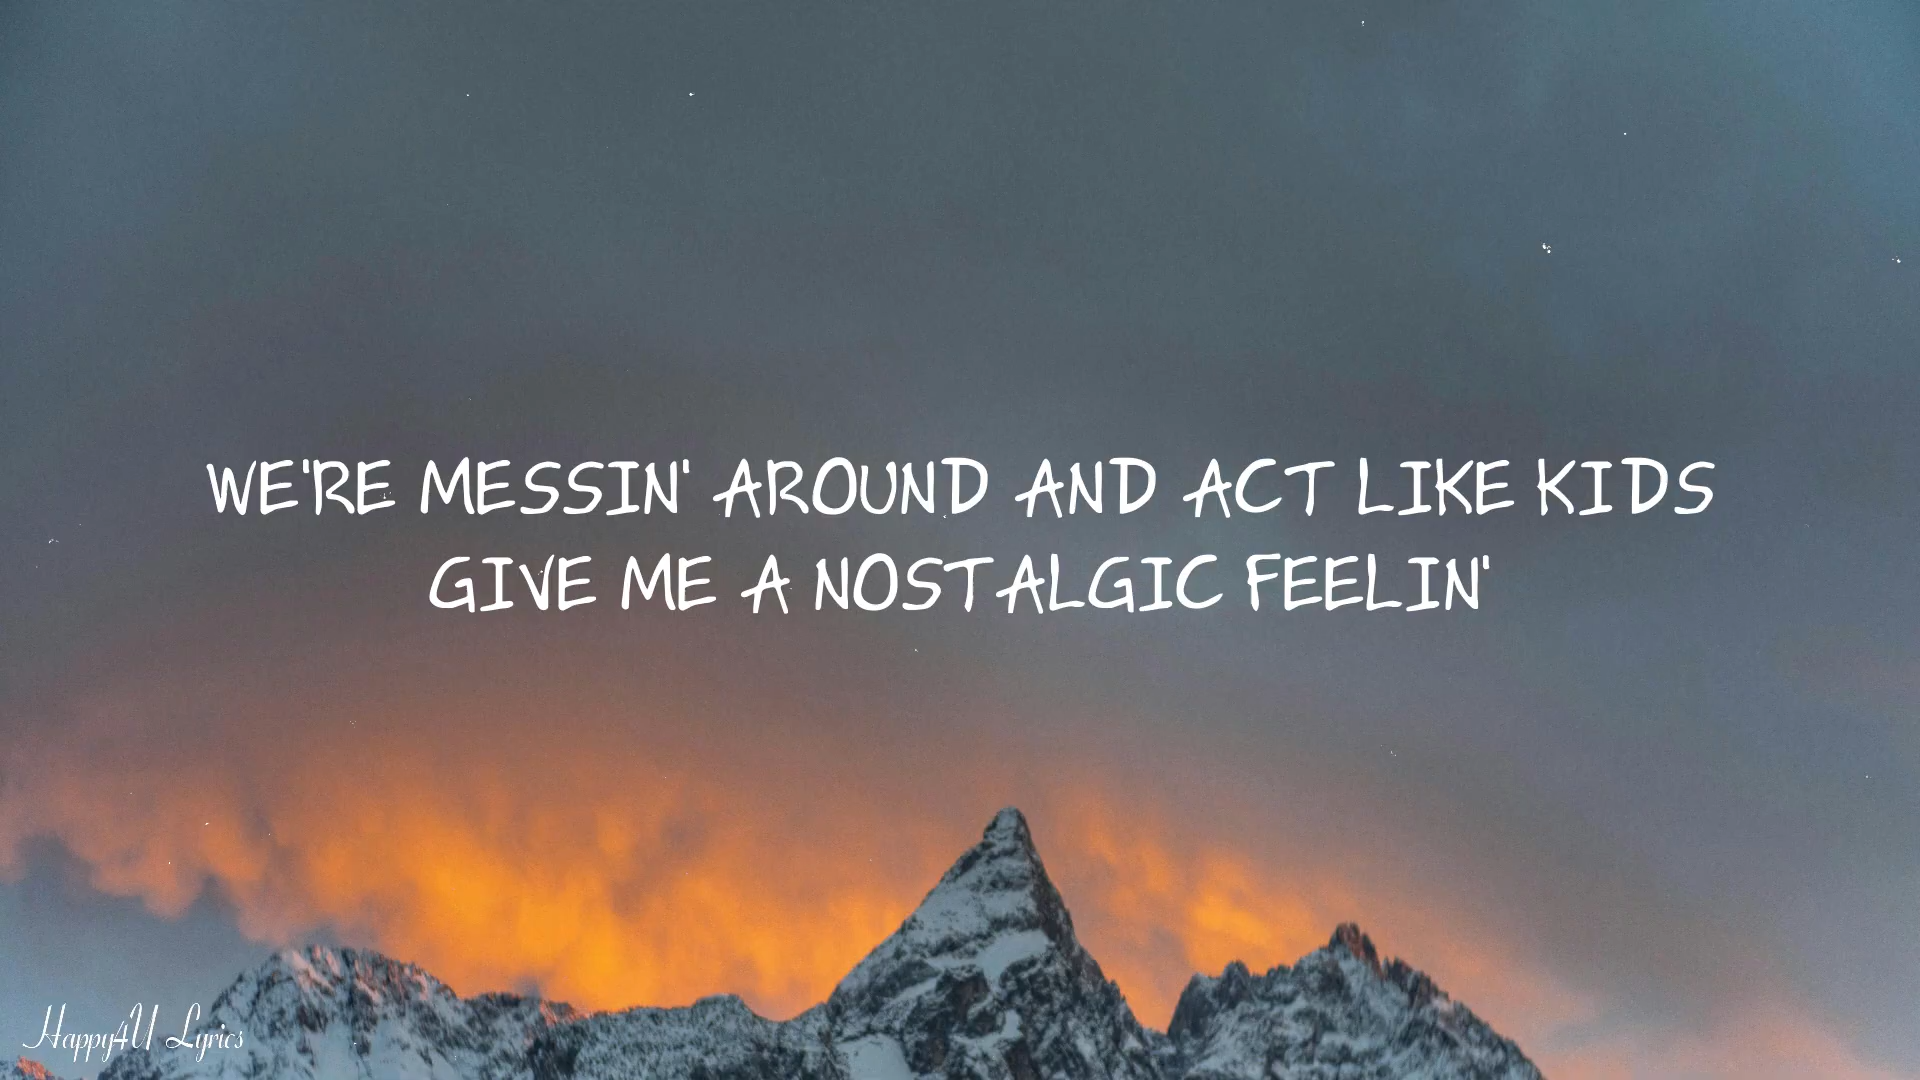 WE'RE MESSIN' AROUND AND ACT LIKE KIDS
GIVE ME A NOSTALGIC FEELIN'
Happy4U Lyrics